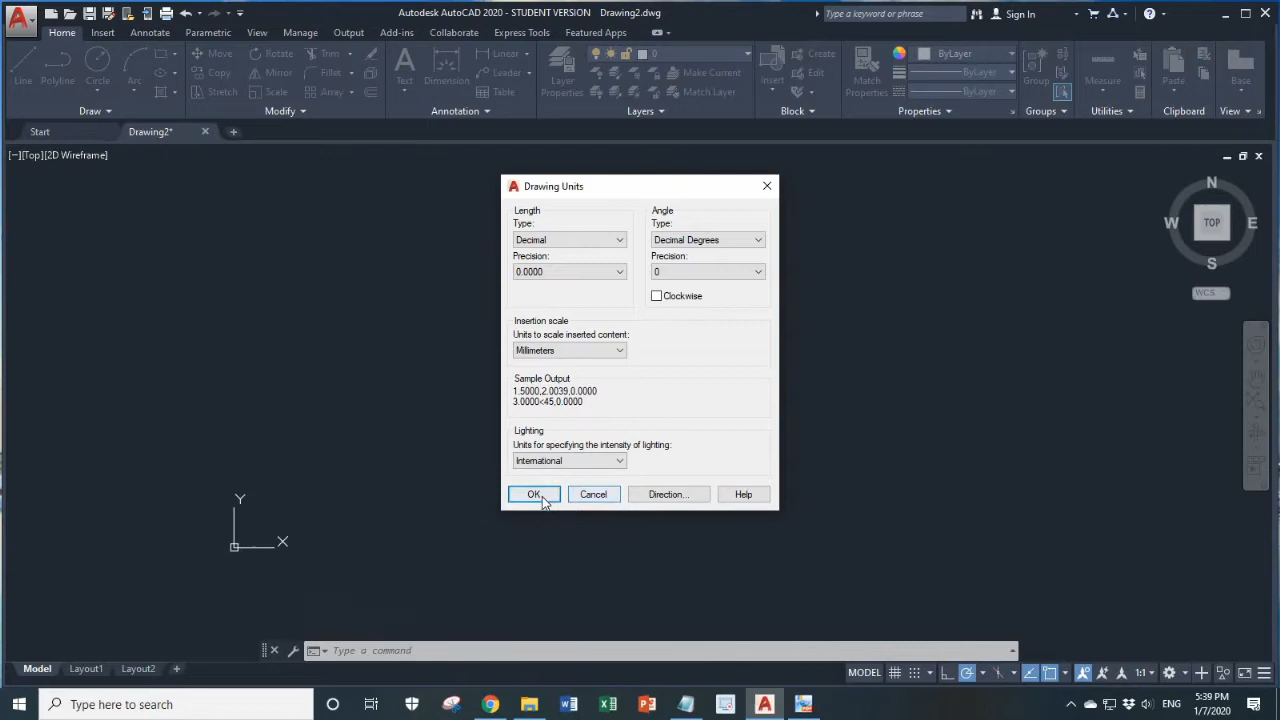 Autodesk AutoCAD 2020 - STUDENT VERSION Drawing2.dwg
Type a keyword or phrase
Sign In
Home Insert Annotate Parametric View Manage Output Add-ins Collaborate Express Tools Featured Apps
Line Polyline Circle Arc
Draw
Move Rotate Trim
Copy Mirror Fillet
Stretch Scale Array
Modify
Text Dimension
Linear
Leader
Table
Annotation
Layer Properties
0
Make Current
Match Layer
Layers
Insert
Create
Edit
Block
Match Properties
ByLayer
ByLayer
ByLayer
Properties
Group
Groups
Measure
Utilities
Paste
Clipboard
Base
View
Start Drawing2*
[−][Top][2D Wireframe]
N
W TOP E
S
WCS
Drawing Units
Length
Type:
Decimal
Precision:
0.0000
Angle
Type:
Decimal Degrees
Precision:
0
Clockwise
Insertion scale
Units to scale inserted content:
Millimeters
Sample Output
1.5000,2.0039,0.0000
3.0000<45,0.0000
Lighting
Units for specifying the intensity of lighting:
International
OK Cancel Direction... Help
Y
X
Type a command
Model Layout1 Layout2
MODEL
1:1
Type here to search
ENG
5:39 PM
1/7/2020